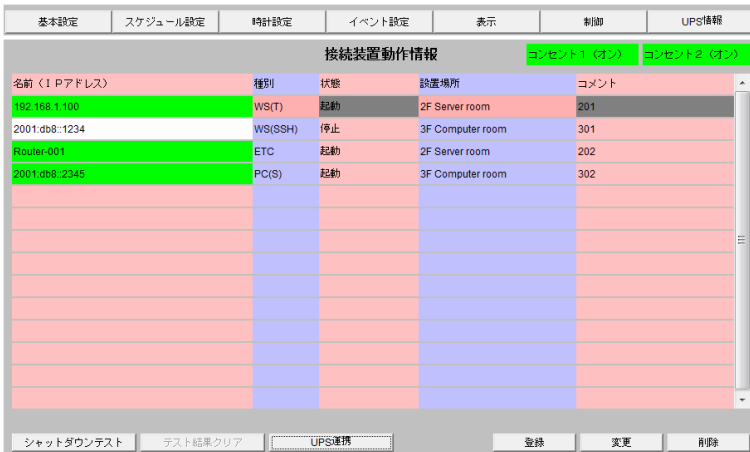 基本設定 スケジュール設定 時計設定 イベント設定 表示 制御 UPS情報
接続装置動作情報 コンセント1（オン） コンセント2（オン）
名前（IPアドレス） 種別 状態 設置場所 コメント
192.168.1.100 WS(T) 起動 2F Server room 201
2001:db8::1234 WS(SSH) 停止 3F Computer room 301
Router-001 ETC 起動 2F Server room 202
2001:db8::2345 PC(S) 起動 3F Computer room 302
シャットダウンテスト テスト結果クリア UPS連携 登録 変更 削除